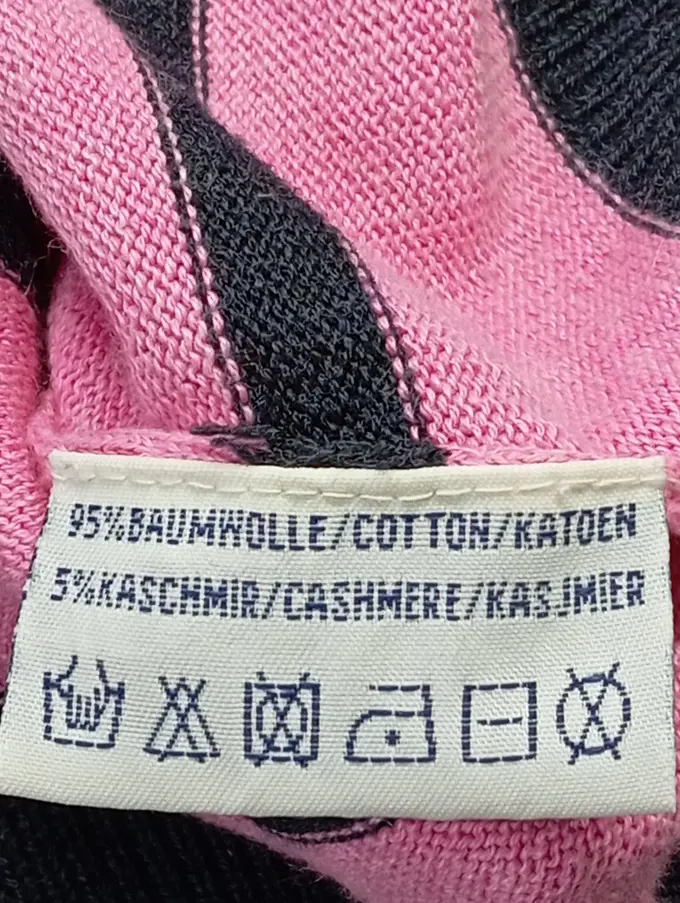 95%BAUMWOLLE/COTTON/KATOEN
5%KASCHMIR/CASHMERE/KASJMIER